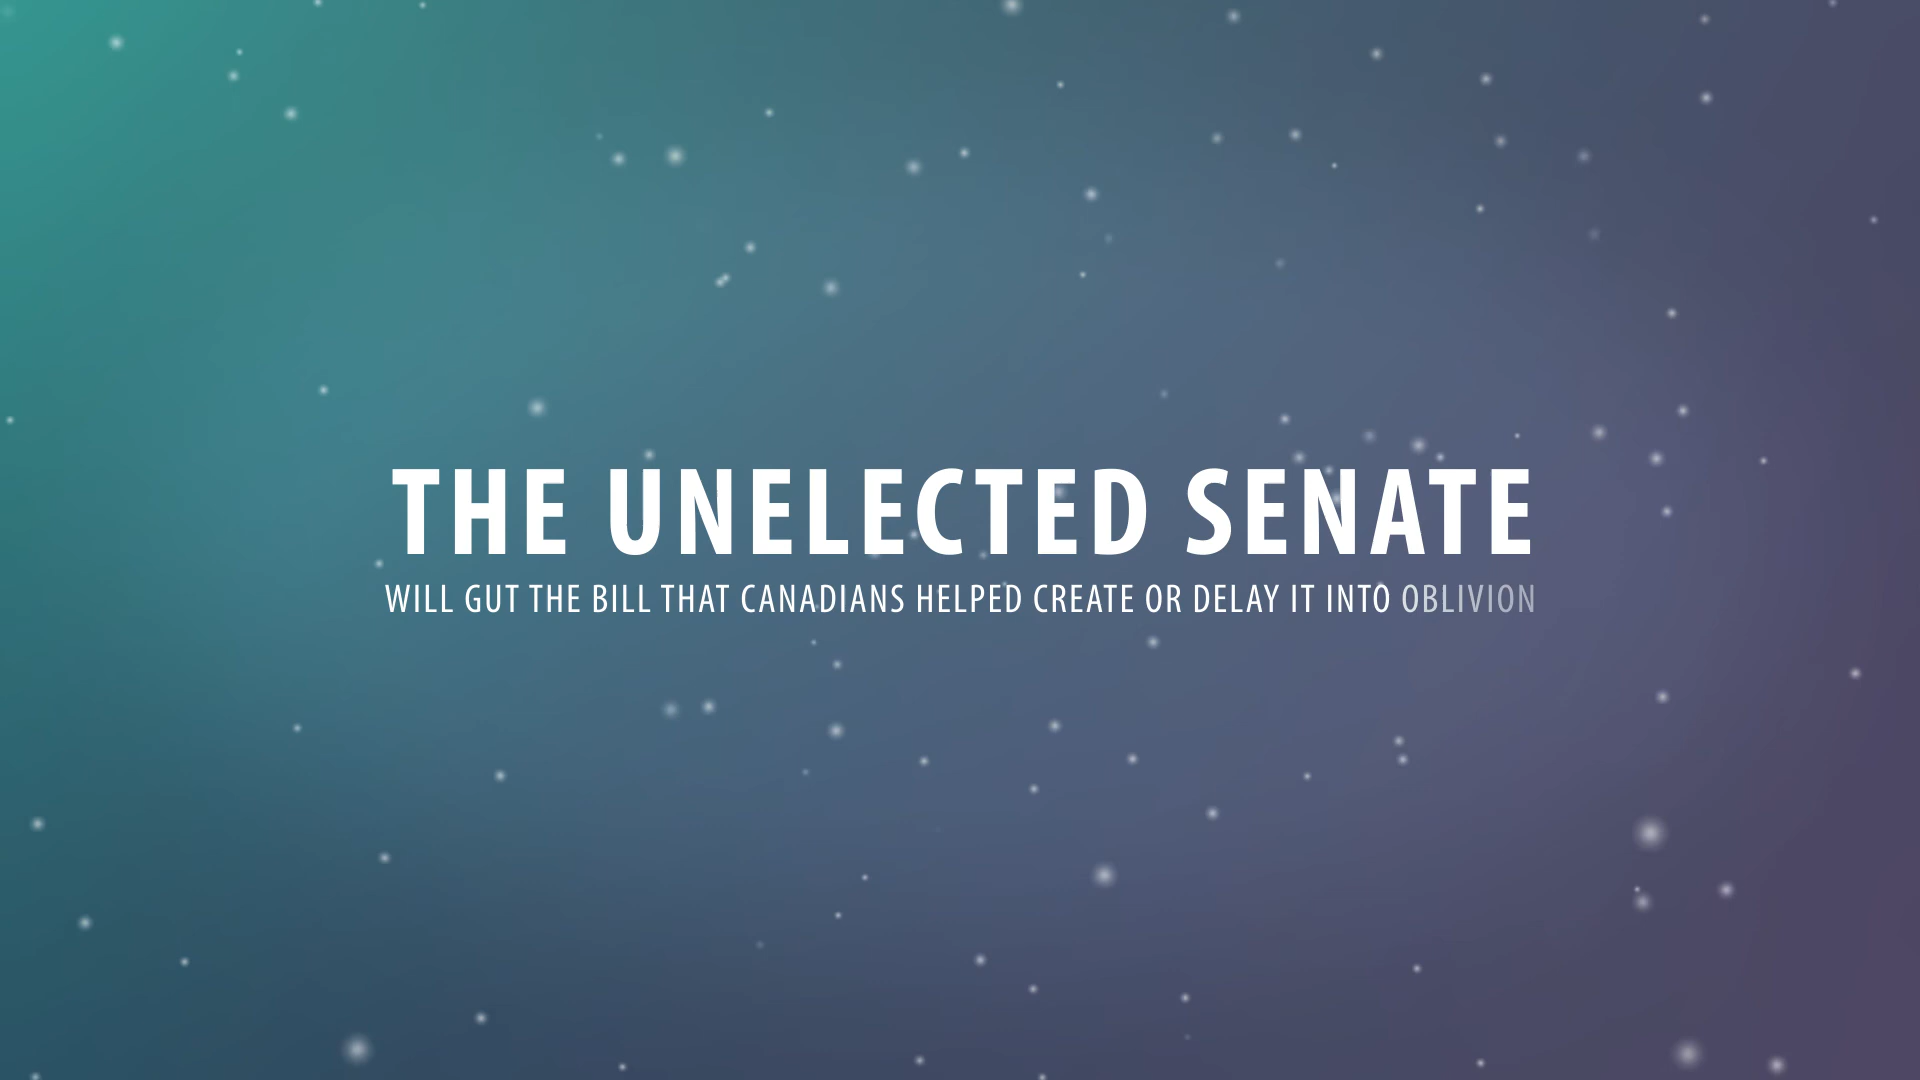 THE UNELECTED SENATE
WILL GUT THE BILL THAT CANADIANS HELPED CREATE OR DELAY IT INTO OBLIVION